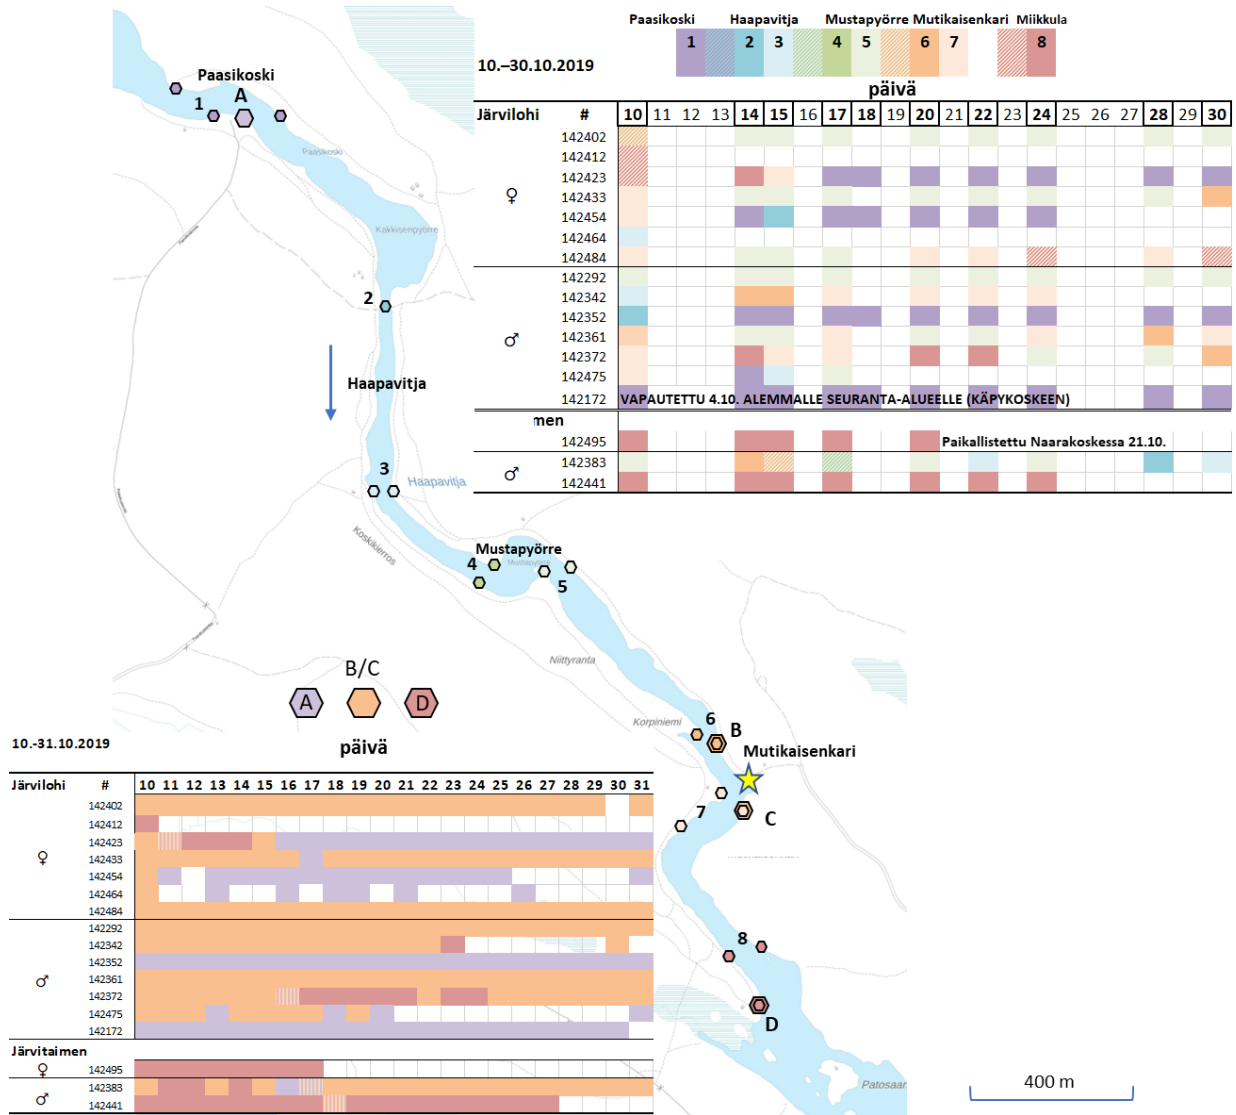 Paasikoski Haapavitja Mustapyörre Mutikaisenkari Miikkula
1 2 3 4 5 6 7 8
10.–30.10.2019
päivä
Järvilohi # 10 11 12 13 14 15 16 17 18 19 20 21 22 23 24 25 26 27 28 29 30
142402
142412
142423
♀ 142433
142454
142464
142484
142292
142342
142352
♂ 142361
142372
142475
142172 VAPAUTETTU 4.10. ALEMMALLE SEURANTA-ALUEELLE (KÄPYKOSKEEN)
men
142495 Paikallistettu Naarakoskessa 21.10.
142383
♂ 142441
Paasikoski
1 A
Paasikoski
Kakkisenpyörre
2
Haapavitja
3
Haapavitja
Koskikierros
Mustapyörre
4
5
Niittyranta
Korpiniemi
6 B
Mutikaisenkari
7 C
8
D
Patosaar
400 m
B/C
A D
10.-31.10.2019
päivä
Järvilohi # 10 11 12 13 14 15 16 17 18 19 20 21 22 23 24 25 26 27 28 29 30 31
142402
142412
142423
♀ 142433
142454
142464
142484
142292
142342
142352
♂ 142361
142372
142475
142172
Järvitaimen
♀ 142495
142383
♂ 142441